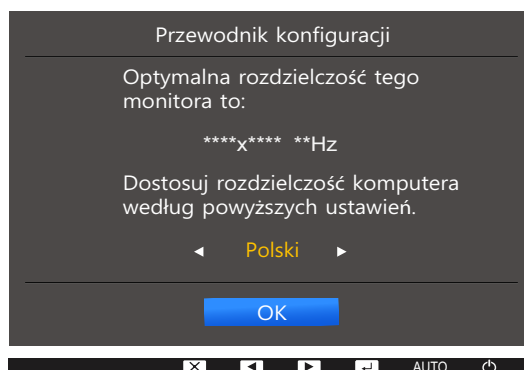 Przewodnik konfiguracji
Optymalna rozdzielczość tego
monitora to:
****x**** **Hz
Dostosuj rozdzielczość komputera
według powyższych ustawień.
Polski
OK
AUTO